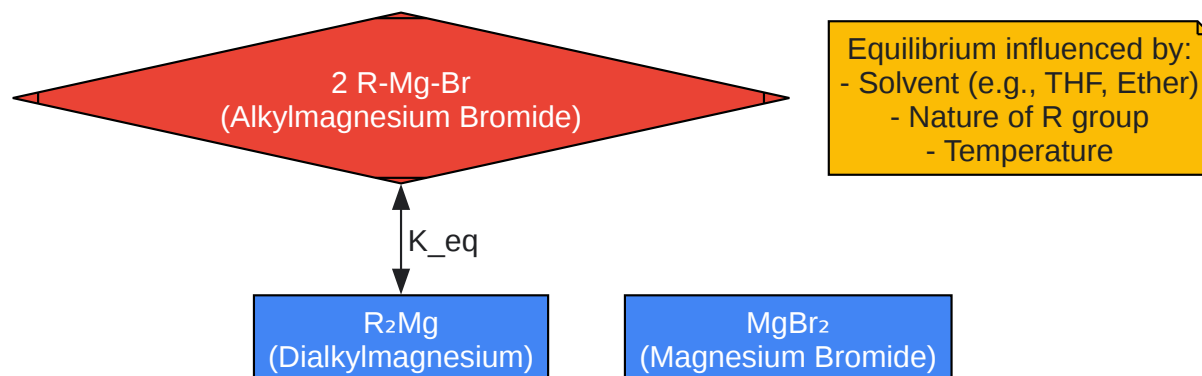 2 R-Mg-Br
(Alkylmagnesium Bromide)
Equilibrium influenced by:
- Solvent (e.g., THF, Ether)
- Nature of R group
- Temperature
K_eq
R₂Mg
(Dialkylmagnesium)
MgBr₂
(Magnesium Bromide)